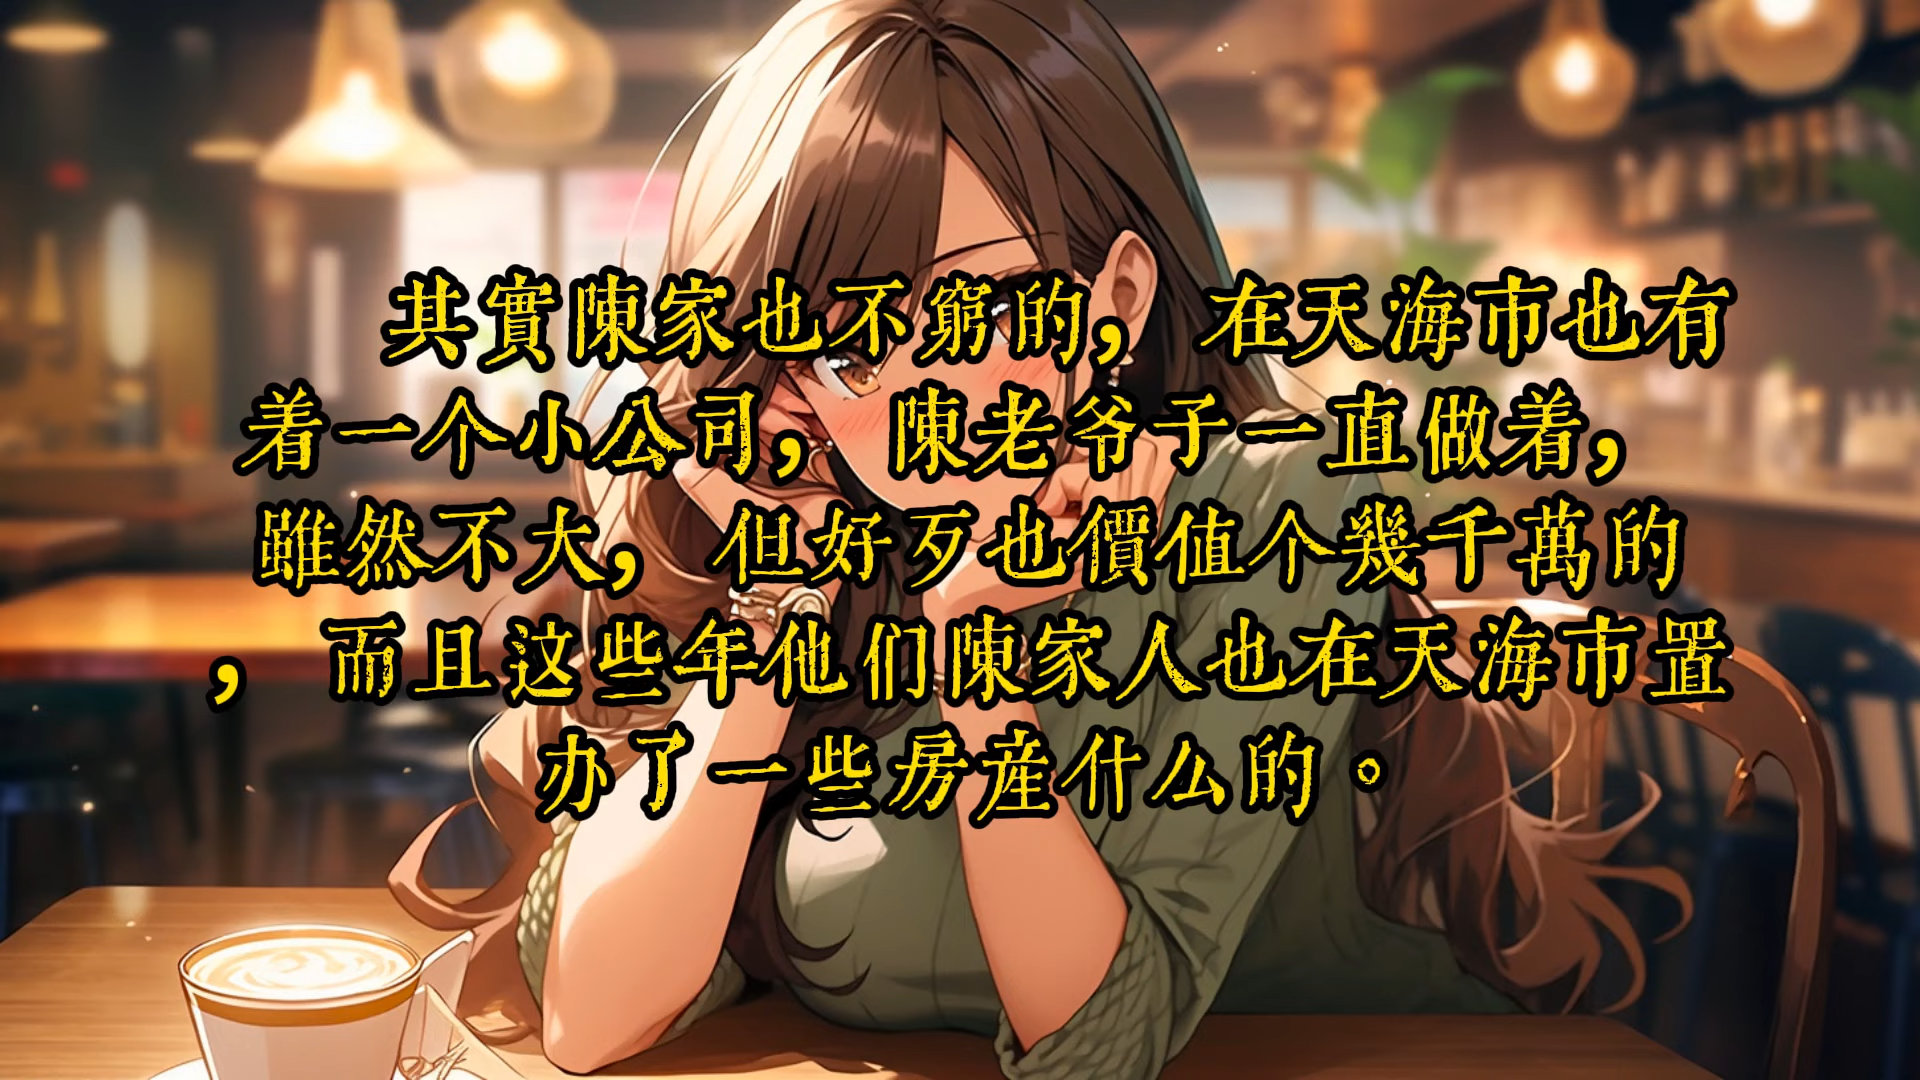 其實陳家也不窮的，在天海市也有
着一个小公司，陳老爷子一直做着，
雖然不大，但好歹也價值个幾千萬的
，而且这些年他们陳家人也在天海市置
办了一些房産什么的。